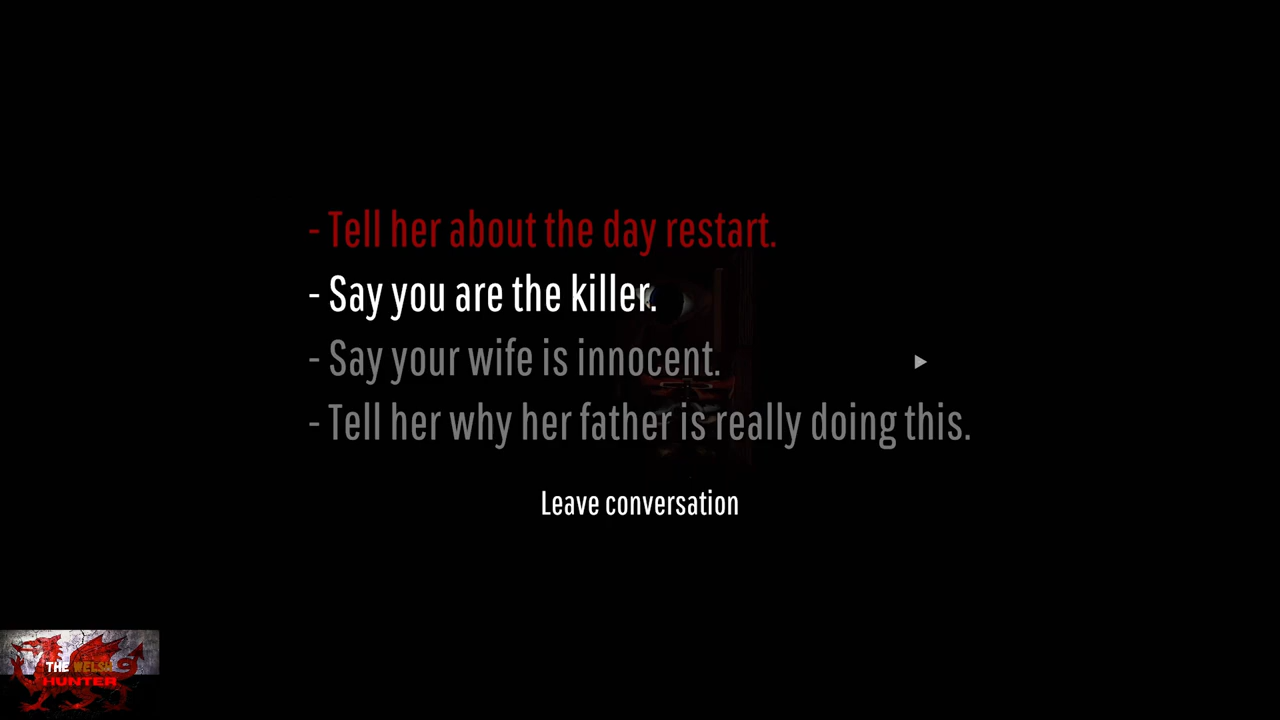 - Tell her about the day restart.
- Say you are the killer.
- Say your wife is innocent.
- Tell her why her father is really doing this.
Leave conversation
THE WELSH
HUNTER